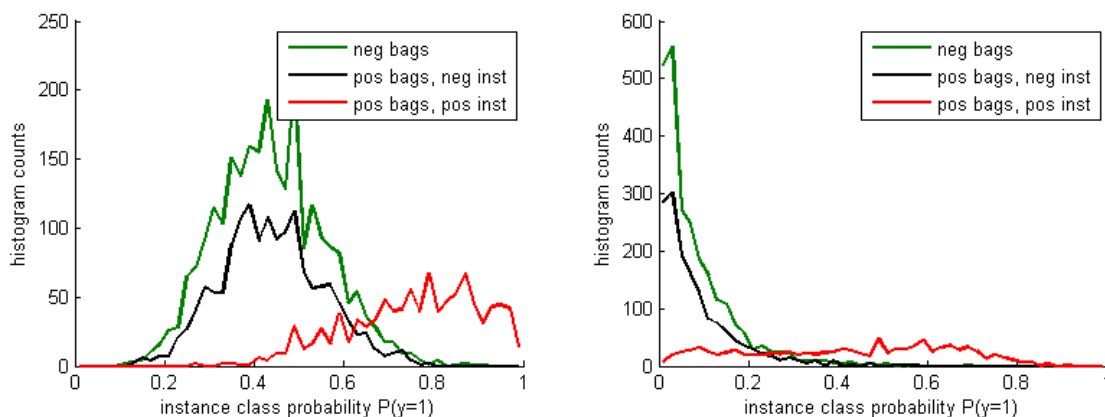 250
200
150
100
50
0
histogram counts
neg bags
pos bags, neg inst
pos bags, pos inst
0 0.2 0.4 0.6 0.8 1
instance class probability P(y=1)
600
500
400
300
200
100
0
histogram counts
neg bags
pos bags, neg inst
pos bags, pos inst
0 0.2 0.4 0.6 0.8 1
instance class probability P(y=1)